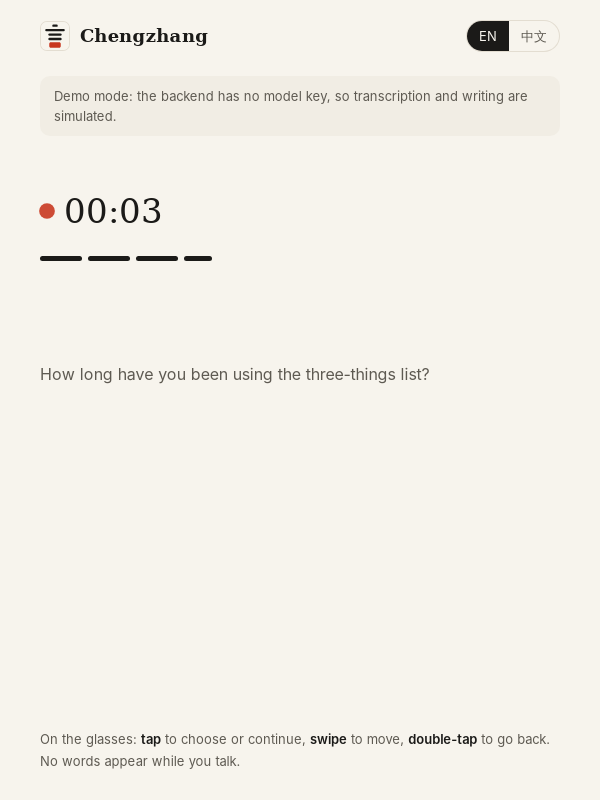 Chengzhang
EN 中文
Demo mode: the backend has no model key, so transcription and writing are
simulated.
00:03
How long have you been using the three-things list?
On the glasses: tap to choose or continue, swipe to move, double-tap to go back.
No words appear while you talk.